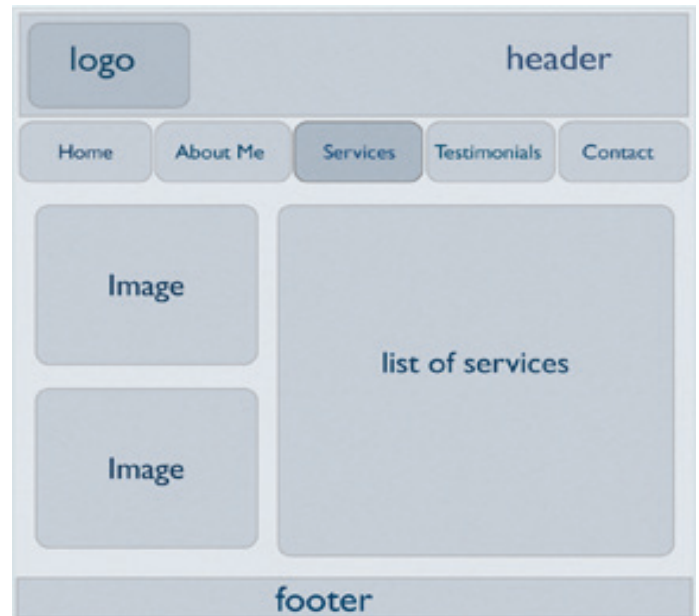 logo
header
Home
About Me
Services
Testimonials
Contact
Image
list of services
Image
footer